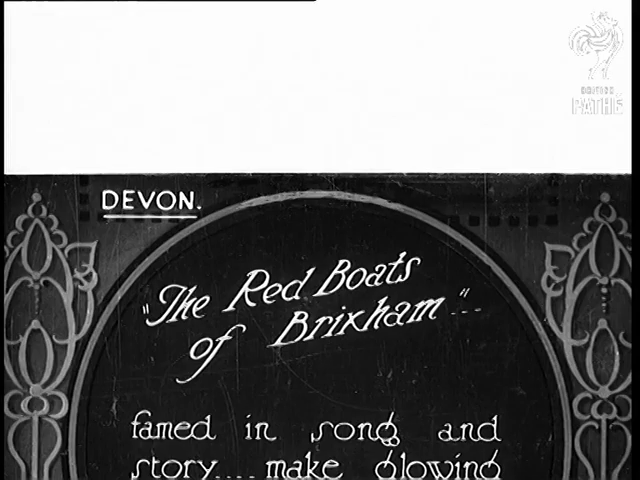 BRITISH
PATHÉ
DEVON.
"The Red Boats
of Brixham"...
famed in song and
story.... make glowing